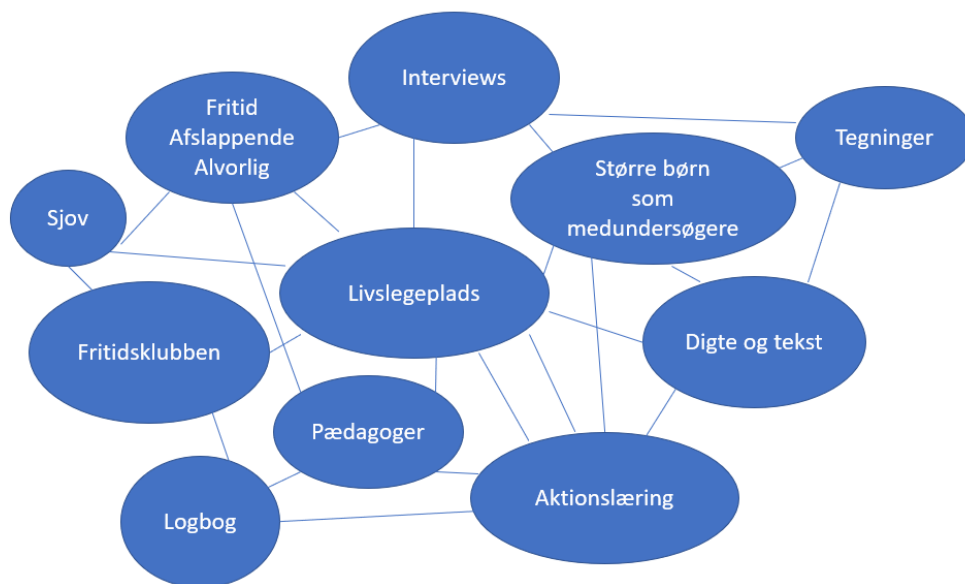 Interviews
Fritid
Afslappende
Alvorlig
Tegninger
Større børn
som
medundersøgere
Sjov
Livslegeplads
Fritidsklubben
Digte og tekst
Pædagoger
Aktionslæring
Logbog